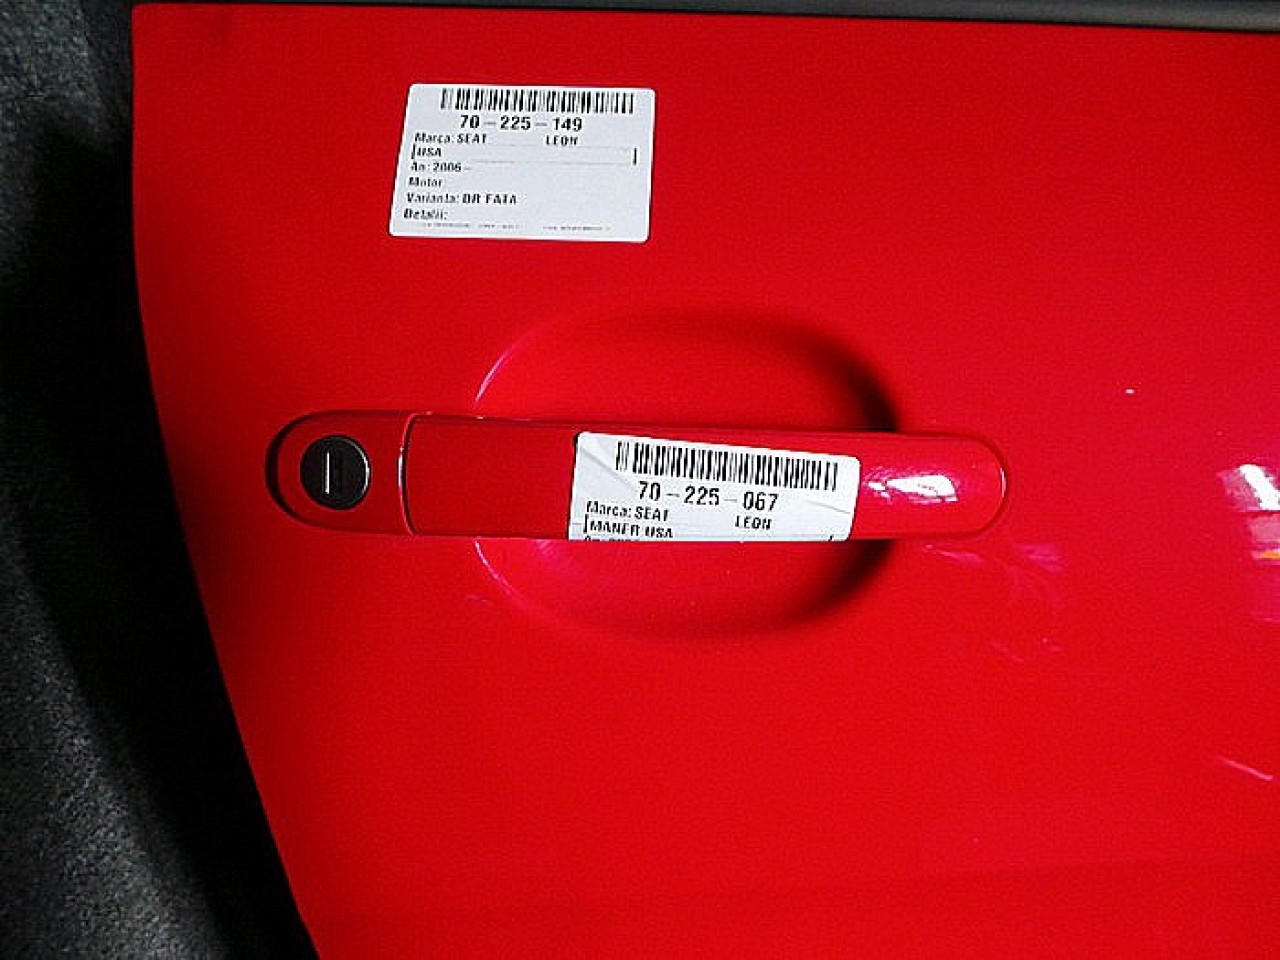 70-225-149
Marca: SEAT LEON
[USA ]
An: 2006-
Motor:
Varianta: DR FATA
Detalii:
70-225-067
Marca: SEAT LEON
[MANER USA